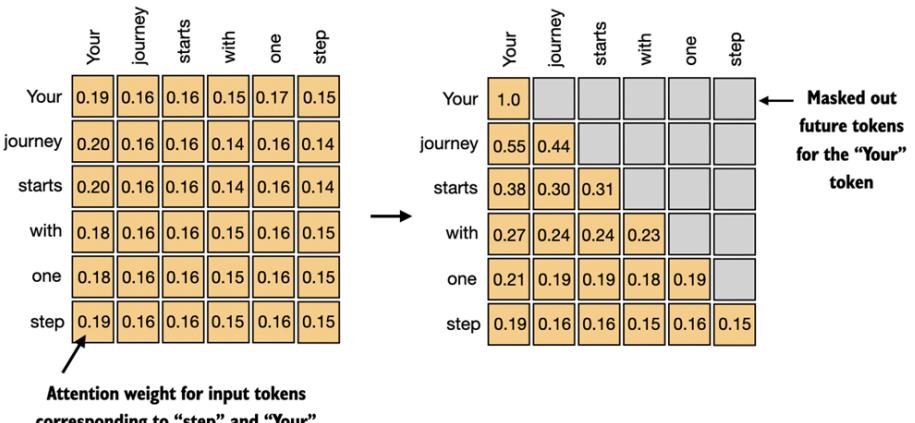 Your journey starts with one step
Your 0.19 0.16 0.16 0.15 0.17 0.15
journey 0.20 0.16 0.16 0.14 0.16 0.14
starts 0.20 0.16 0.16 0.14 0.16 0.14
with 0.18 0.16 0.16 0.15 0.16 0.15
one 0.18 0.16 0.16 0.15 0.16 0.15
step 0.19 0.16 0.16 0.15 0.16 0.15
Attention weight for input tokens
corresponding to “step” and “Your”
Your journey starts with one step
Your 1.0
journey 0.55 0.44
starts 0.38 0.30 0.31
with 0.27 0.24 0.24 0.23
one 0.21 0.19 0.19 0.18 0.19
step 0.19 0.16 0.16 0.15 0.16 0.15
Masked out
future tokens
for the “Your”
token